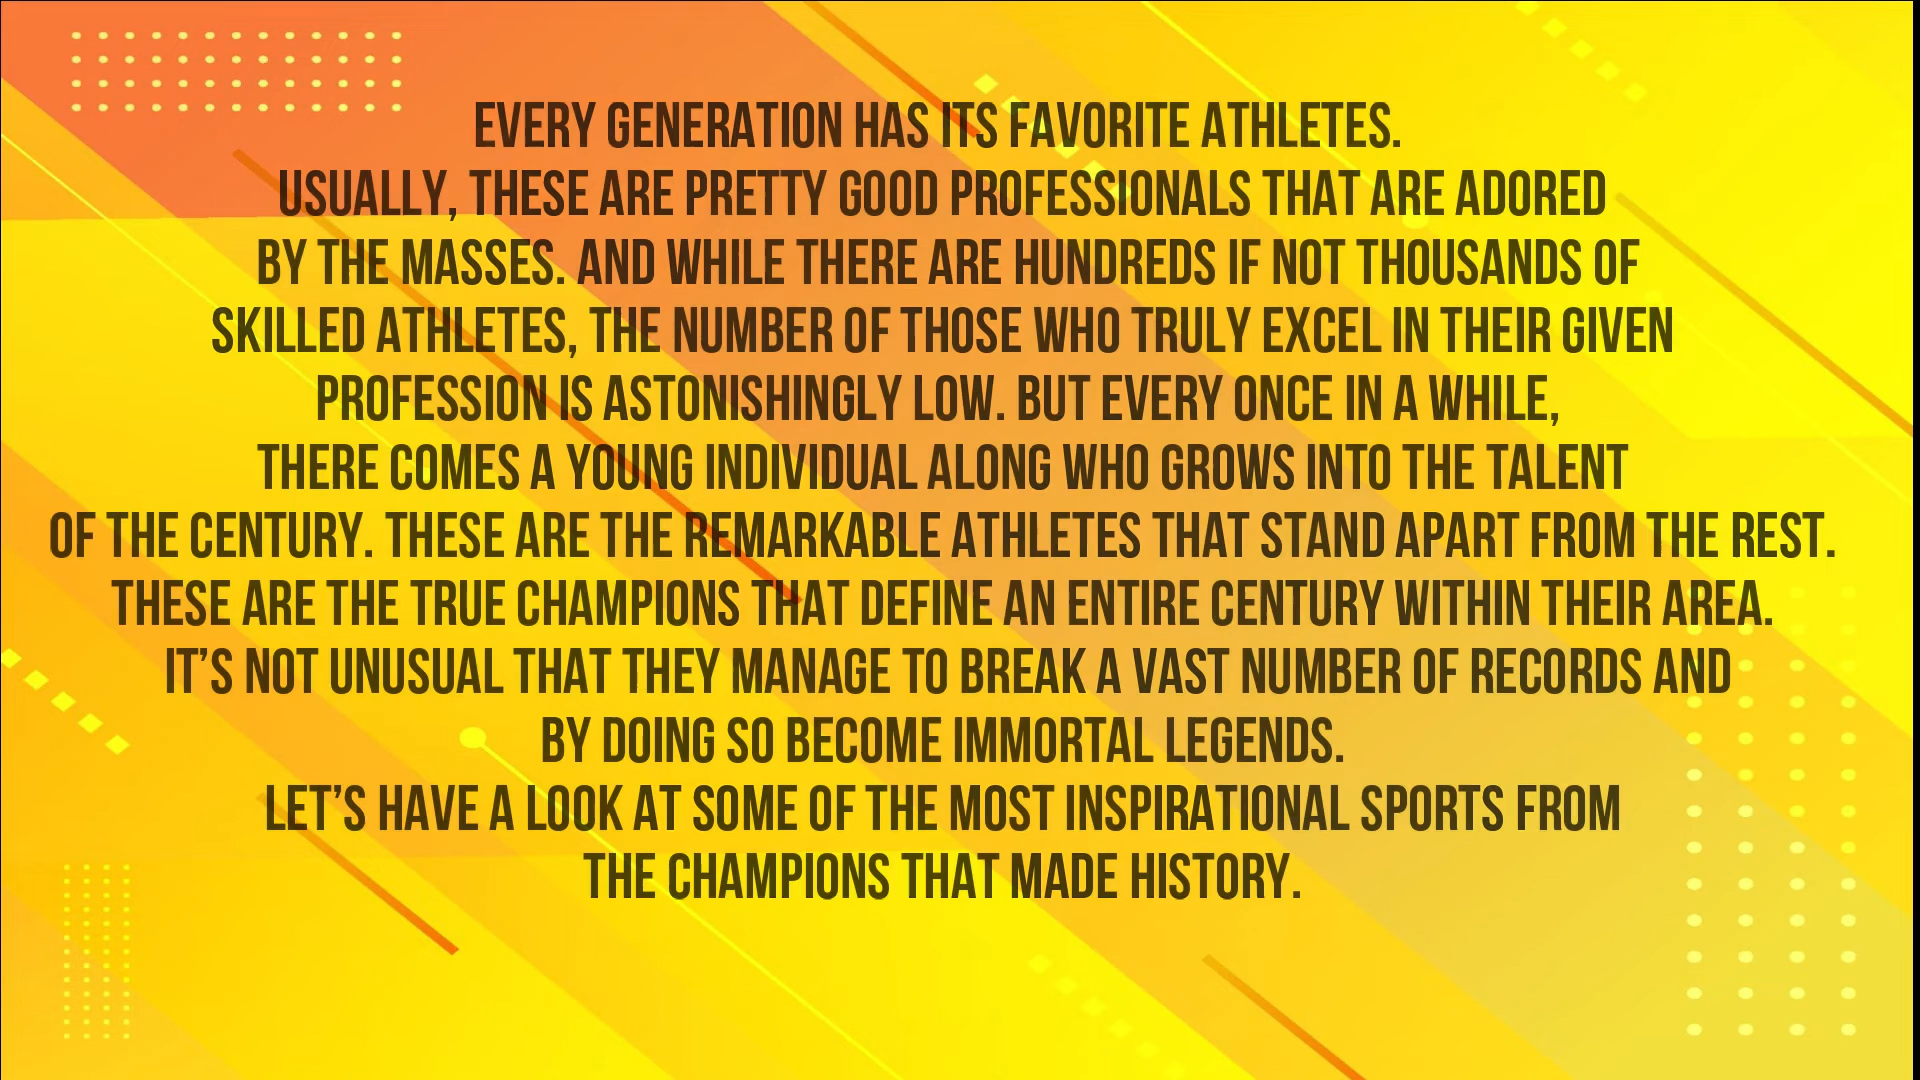 EVERY GENERATION HAS ITS FAVORITE ATHLETES.
USUALLY, THESE ARE PRETTY GOOD PROFESSIONALS THAT ARE ADORED
BY THE MASSES. AND WHILE THERE ARE HUNDREDS IF NOT THOUSANDS OF
SKILLED ATHLETES, THE NUMBER OF THOSE WHO TRULY EXCEL IN THEIR GIVEN
PROFESSION IS ASTONISHINGLY LOW. BUT EVERY ONCE IN A WHILE,
THERE COMES A YOUNG INDIVIDUAL ALONG WHO GROWS INTO THE TALENT
OF THE CENTURY. THESE ARE THE REMARKABLE ATHLETES THAT STAND APART FROM THE REST.
THESE ARE THE TRUE CHAMPIONS THAT DEFINE AN ENTIRE CENTURY WITHIN THEIR AREA.
IT’S NOT UNUSUAL THAT THEY MANAGE TO BREAK A VAST NUMBER OF RECORDS AND
BY DOING SO BECOME IMMORTAL LEGENDS.
LET’S HAVE A LOOK AT SOME OF THE MOST INSPIRATIONAL SPORTS FROM
THE CHAMPIONS THAT MADE HISTORY.